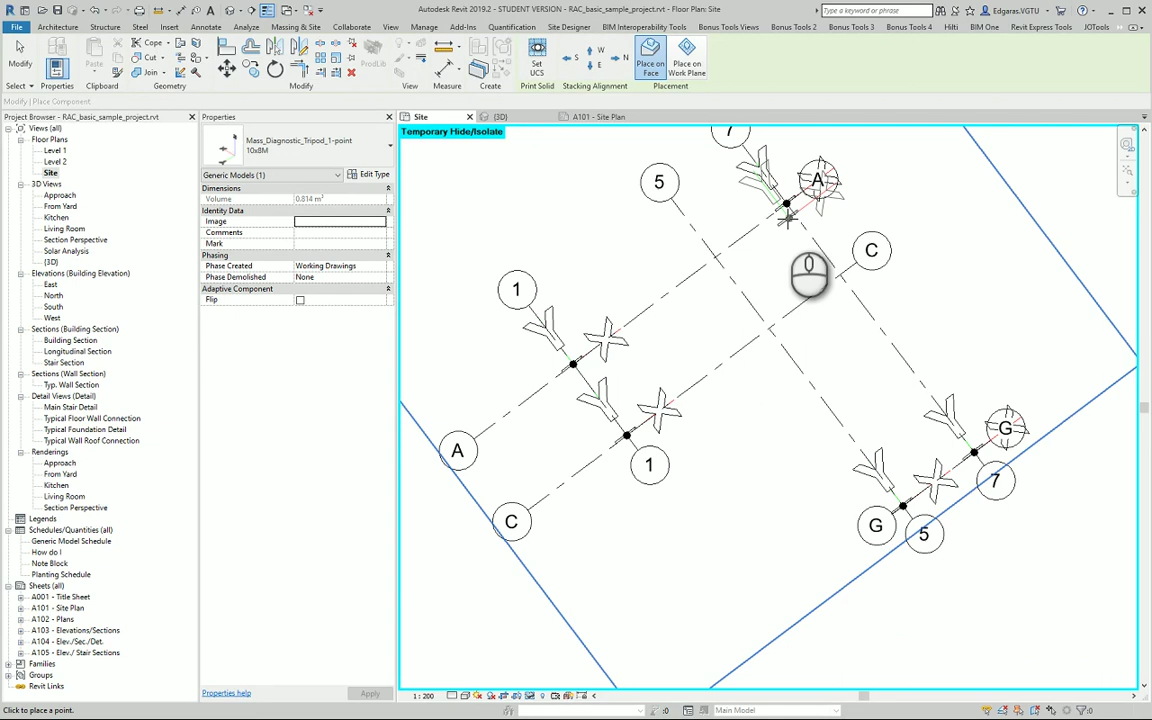 Autodesk Revit 2019.2 - STUDENT VERSION - RAC_basic_sample_project.rvt - Floor Plan: Site
Type a keyword or phrase
Edgaras.VGTU
File Architecture Structure Steel Insert Annotate Analyze Massing & Site Collaborate View Manage Add-Ins Quantification Site Designer BIM Interoperability Tools Bonus Tools Views Bonus Tools 2 Bonus Tools 3 Bonus Tools 4 Hilti BIM One Revit Express Tools JOTools
Modify
Properties
Paste
Cope
Cut
Join
ProdLib
Set
UCS
W
S N
E
Place on
Face
Place on
Work Plane
Select Properties Clipboard Geometry Modify View Measure Create Print Solid Stacking Alignment Placement
Modify | Place Component
Project Browser - RAC_basic_sample_project.rvt
Views (all)
Floor Plans
Level 1
Level 2
Site
3D Views
Approach
From Yard
Kitchen
Living Room
Section Perspective
Solar Analysis
{3D}
Elevations (Building Elevation)
East
North
South
West
Sections (Building Section)
Building Section
Longitudinal Section
Stair Section
Sections (Wall Section)
Typ. Wall Section
Detail Views (Detail)
Main Stair Detail
Typical Floor Wall Connection
Typical Foundation Detail
Typical Wall Roof Connection
Renderings
Approach
From Yard
Kitchen
Living Room
Section Perspective
Legends
Schedules/Quantities (all)
Generic Model Schedule
How do I
Note Block
Planting Schedule
Sheets (all)
A001 - Title Sheet
A101 - Site Plan
A102 - Plans
A103 - Elevations/Sections
A104 - Elev./Sec./Det.
A105 - Elev./ Stair Sections
Families
Groups
Revit Links
Properties
Mass_Diagnostic_Tripod_1-point
10x8M
Generic Models (1)
Edit Type
Dimensions
Volume 0.814 m³
Identity Data
Image
Comments
Mark
Phasing
Phase Created Working Drawings
Phase Demolished None
Adaptive Component
Flip
Properties help
Apply
Site
{3D}
A101 - Site Plan
Temporary Hide/Isolate
7
5
A
C
1
Y
X
A
1
C
G
G
7
5
1 : 200
Click to place a point.
:0
Main Model
:0